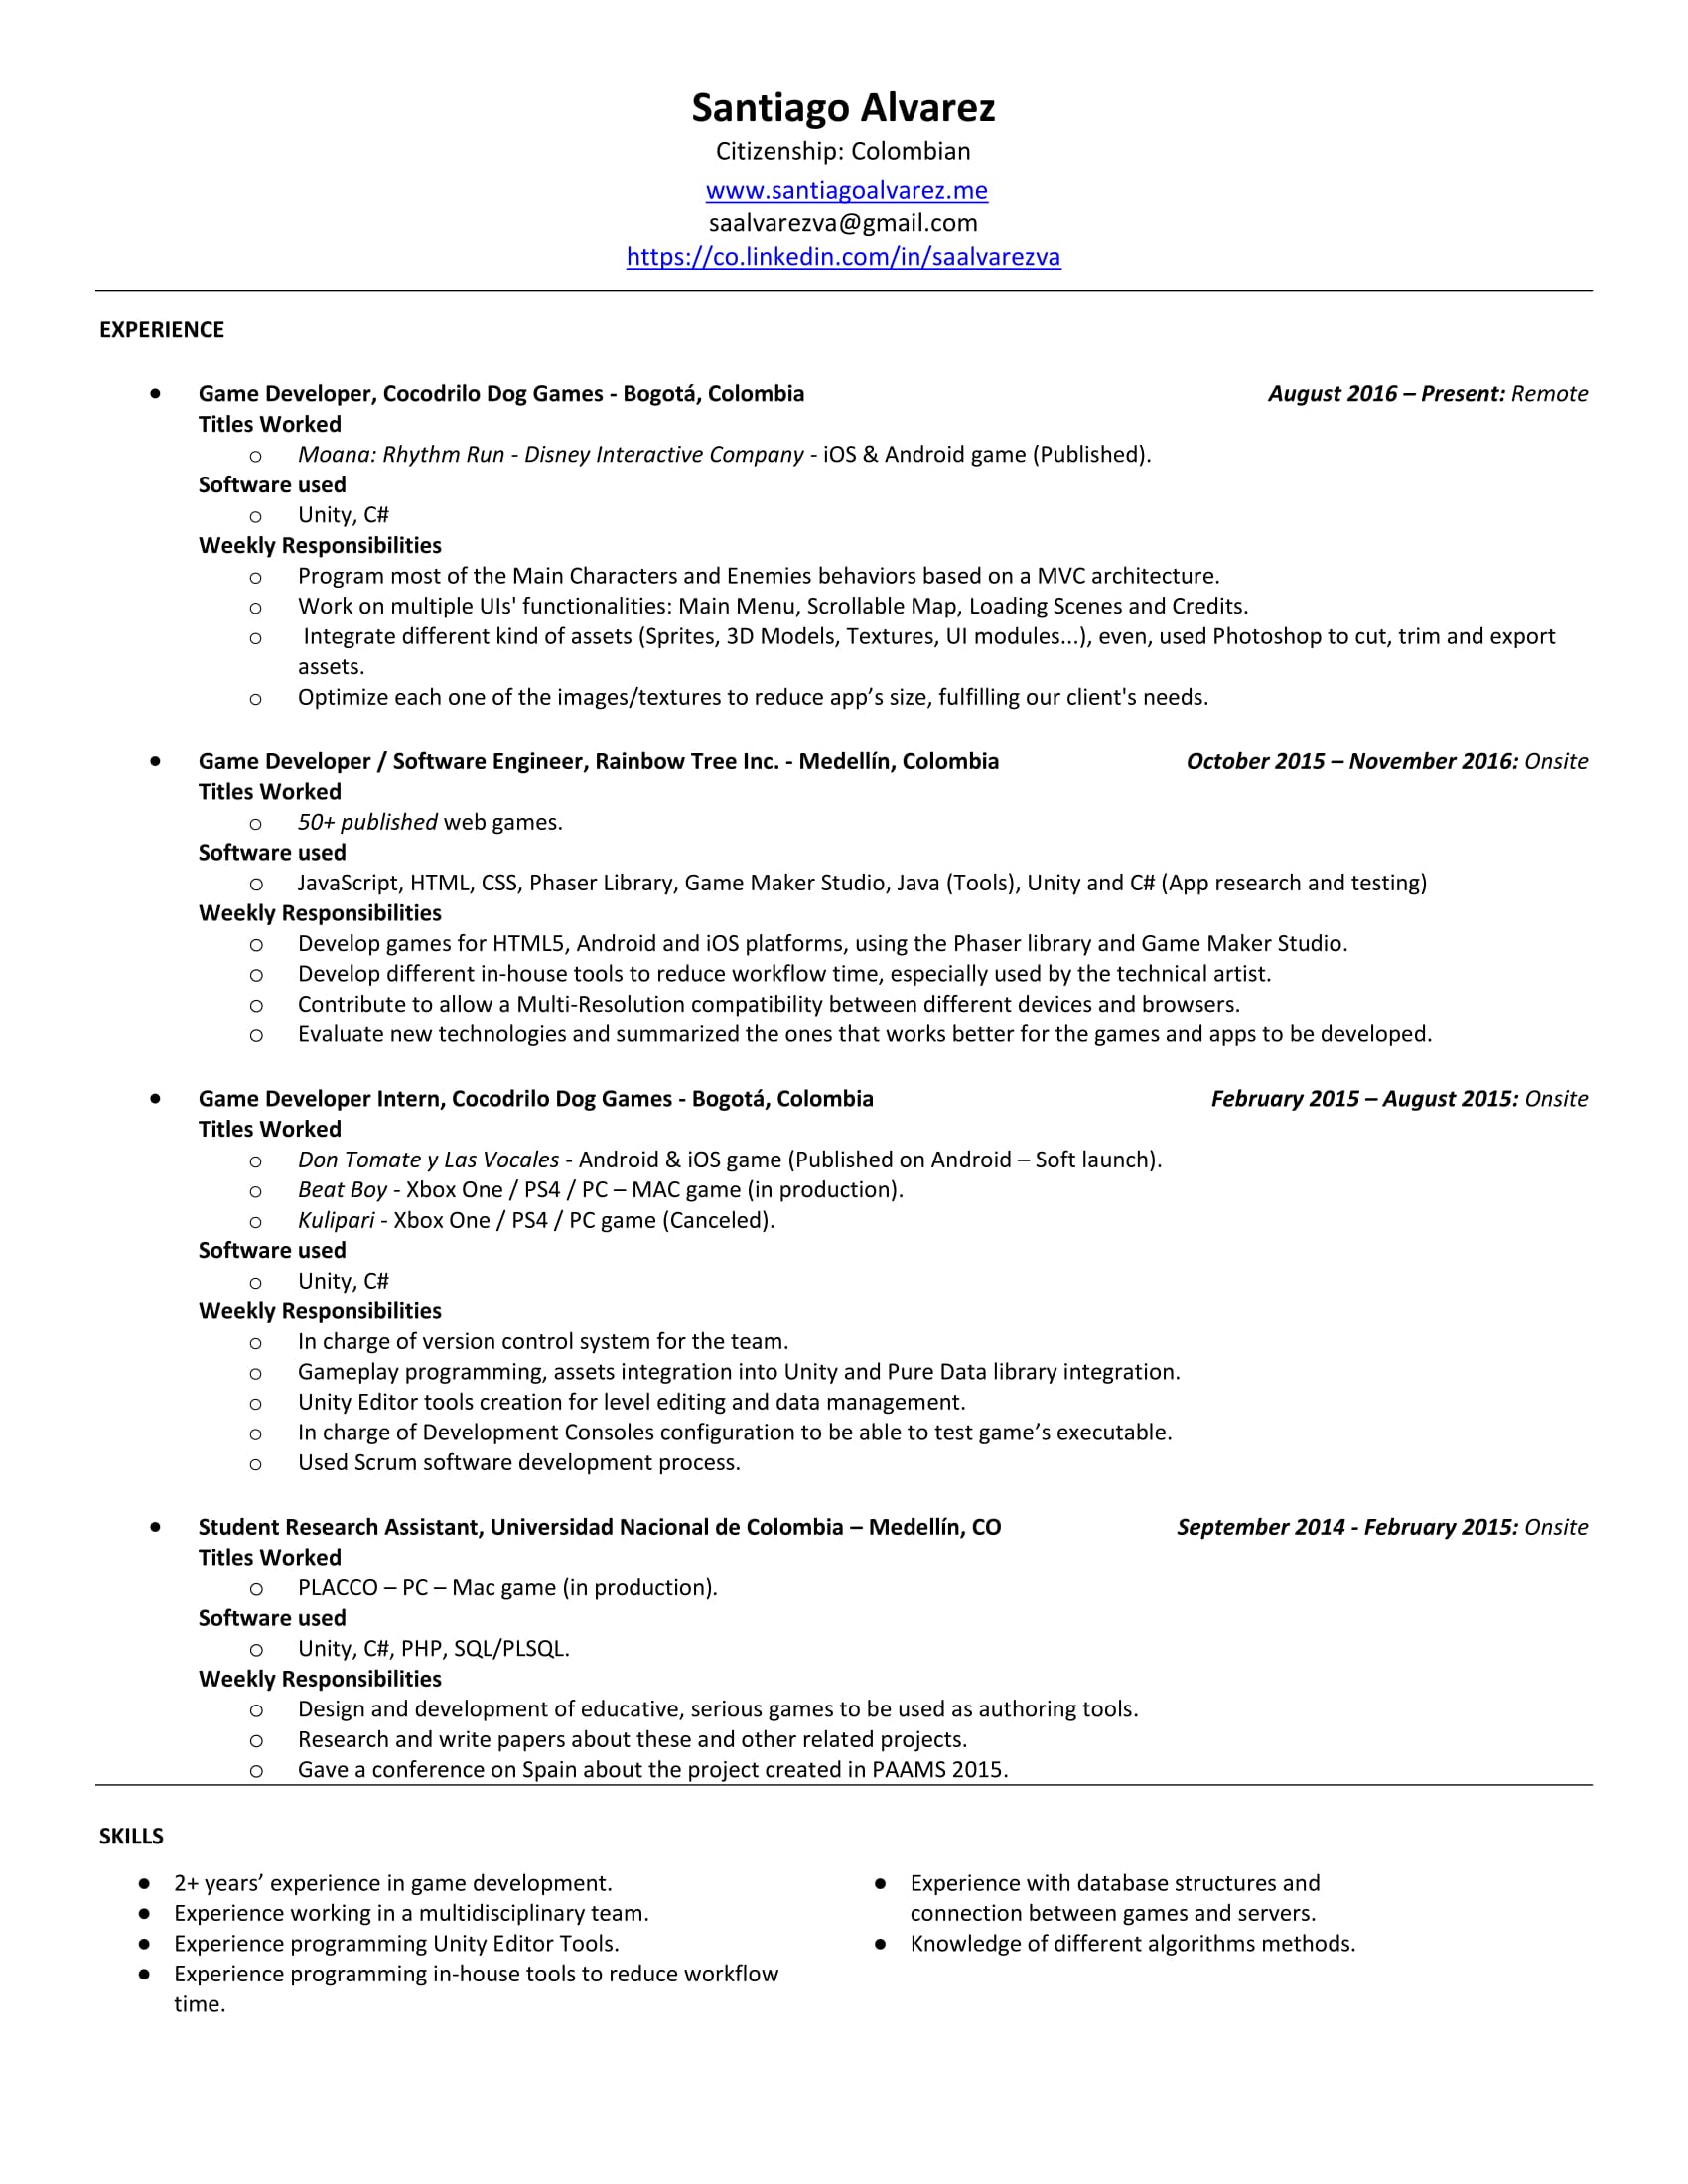 Santiago Alvarez
Citizenship: Colombian
www.santiagoalvarez.me
saalvarezva@gmail.com
https://co.linkedin.com/in/saalvarezva
EXPERIENCE
● Game Developer, Cocodrilo Dog Games - Bogotá, Colombia August 2016 – Present: Remote
Titles Worked
o Moana: Rhythm Run - Disney Interactive Company - iOS & Android game (Published).
Software used
o Unity, C#
Weekly Responsibilities
o Program most of the Main Characters and Enemies behaviors based on a MVC architecture.
o Work on multiple UIs' functionalities: Main Menu, Scrollable Map, Loading Scenes and Credits.
o Integrate different kind of assets (Sprites, 3D Models, Textures, UI modules...), even, used Photoshop to cut, trim and export
assets.
o Optimize each one of the images/textures to reduce app’s size, fulfilling our client's needs.
● Game Developer / Software Engineer, Rainbow Tree Inc. - Medellín, Colombia October 2015 – November 2016: Onsite
Titles Worked
o 50+ published web games.
Software used
o JavaScript, HTML, CSS, Phaser Library, Game Maker Studio, Java (Tools), Unity and C# (App research and testing)
Weekly Responsibilities
o Develop games for HTML5, Android and iOS platforms, using the Phaser library and Game Maker Studio.
o Develop different in-house tools to reduce workflow time, especially used by the technical artist.
o Contribute to allow a Multi-Resolution compatibility between different devices and browsers.
o Evaluate new technologies and summarized the ones that works better for the games and apps to be developed.
● Game Developer Intern, Cocodrilo Dog Games - Bogotá, Colombia February 2015 – August 2015: Onsite
Titles Worked
o Don Tomate y Las Vocales - Android & iOS game (Published on Android – Soft launch).
o Beat Boy - Xbox One / PS4 / PC – MAC game (in production).
o Kulipari - Xbox One / PS4 / PC game (Canceled).
Software used
o Unity, C#
Weekly Responsibilities
o In charge of version control system for the team.
o Gameplay programming, assets integration into Unity and Pure Data library integration.
o Unity Editor tools creation for level editing and data management.
o In charge of Development Consoles configuration to be able to test game’s executable.
o Used Scrum software development process.
● Student Research Assistant, Universidad Nacional de Colombia – Medellín, CO September 2014 - February 2015: Onsite
Titles Worked
o PLACCO – PC – Mac game (in production).
Software used
o Unity, C#, PHP, SQL/PLSQL.
Weekly Responsibilities
o Design and development of educative, serious games to be used as authoring tools.
o Research and write papers about these and other related projects.
o Gave a conference on Spain about the project created in PAAMS 2015.
SKILLS
● 2+ years’ experience in game development.
● Experience working in a multidisciplinary team.
● Experience programming Unity Editor Tools.
● Experience programming in-house tools to reduce workflow
time.
● Experience with database structures and
connection between games and servers.
● Knowledge of different algorithms methods.